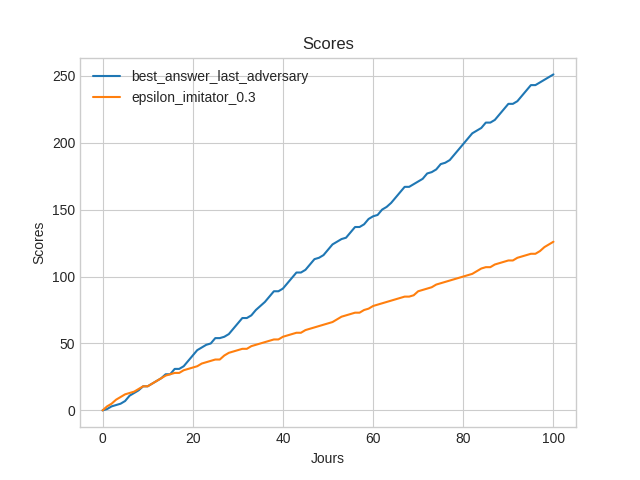 Scores
best_answer_last_adversary
epsilon_imitator_0.3
250
200
150
100
50
0
Scores
0 20 40 60 80 100
Jours